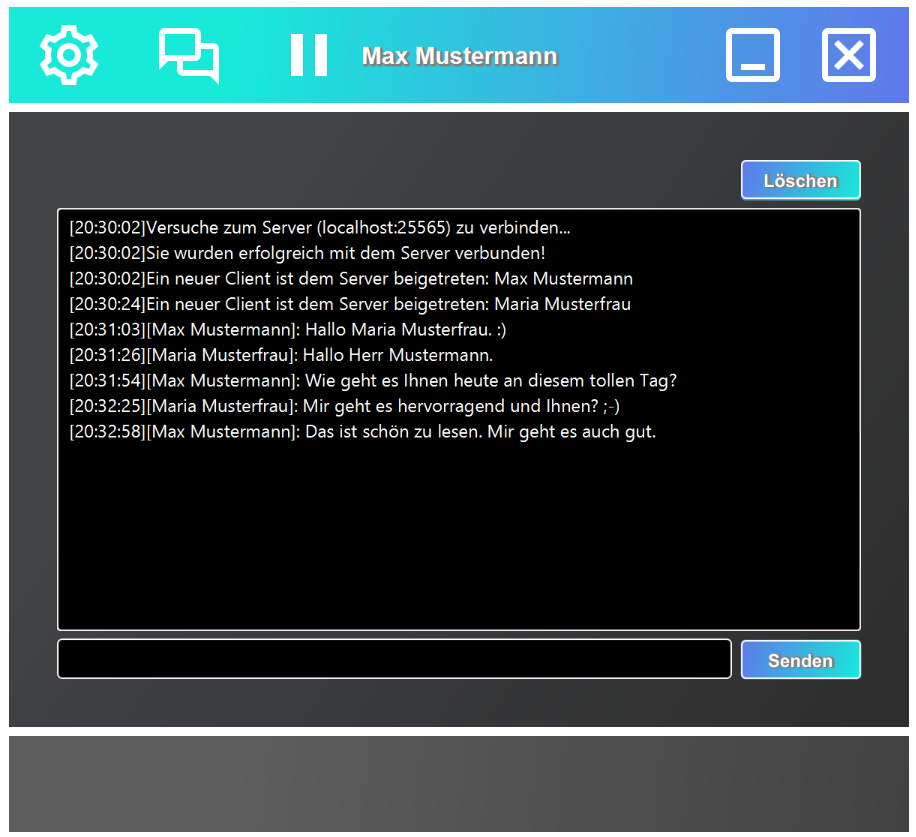 Max Mustermann
Löschen
[20:30:02]Versuche zum Server (localhost:25565) zu verbinden...
[20:30:02]Sie wurden erfolgreich mit dem Server verbunden!
[20:30:02]Ein neuer Client ist dem Server beigetreten: Max Mustermann
[20:30:24]Ein neuer Client ist dem Server beigetreten: Maria Musterfrau
[20:31:03][Max Mustermann]: Hallo Maria Musterfrau. :)
[20:31:26][Maria Musterfrau]: Hallo Herr Mustermann.
[20:31:54][Max Mustermann]: Wie geht es Ihnen heute an diesem tollen Tag?
[20:32:25][Maria Musterfrau]: Mir geht es hervorragend und Ihnen? ;-)
[20:32:58][Max Mustermann]: Das ist schön zu lesen. Mir geht es auch gut.
Senden